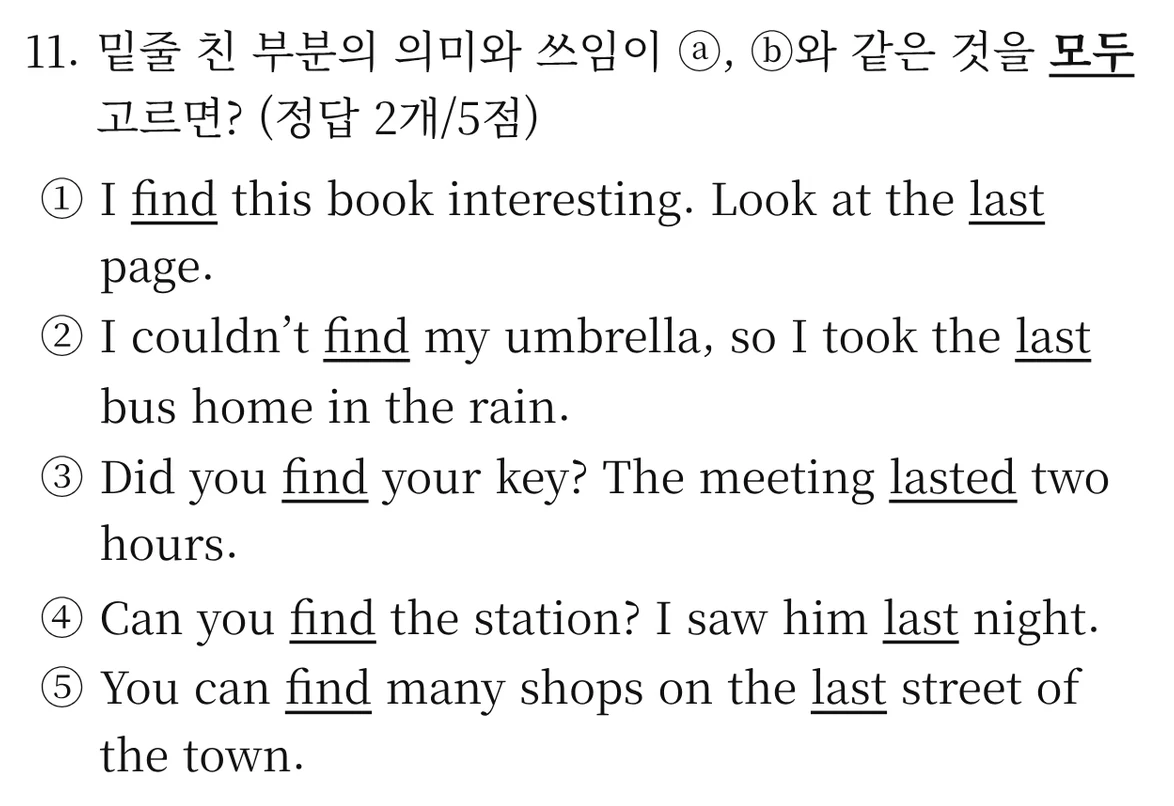 11. 밑줄 친 부분의 의미와 쓰임이 ⓐ, ⓑ와 같은 것을 모두
고르면? (정답 2개/5점)
① I find this book interesting. Look at the last
page.
② I couldn’t find my umbrella, so I took the last
bus home in the rain.
③ Did you find your key? The meeting lasted two
hours.
④ Can you find the station? I saw him last night.
⑤ You can find many shops on the last street of
the town.